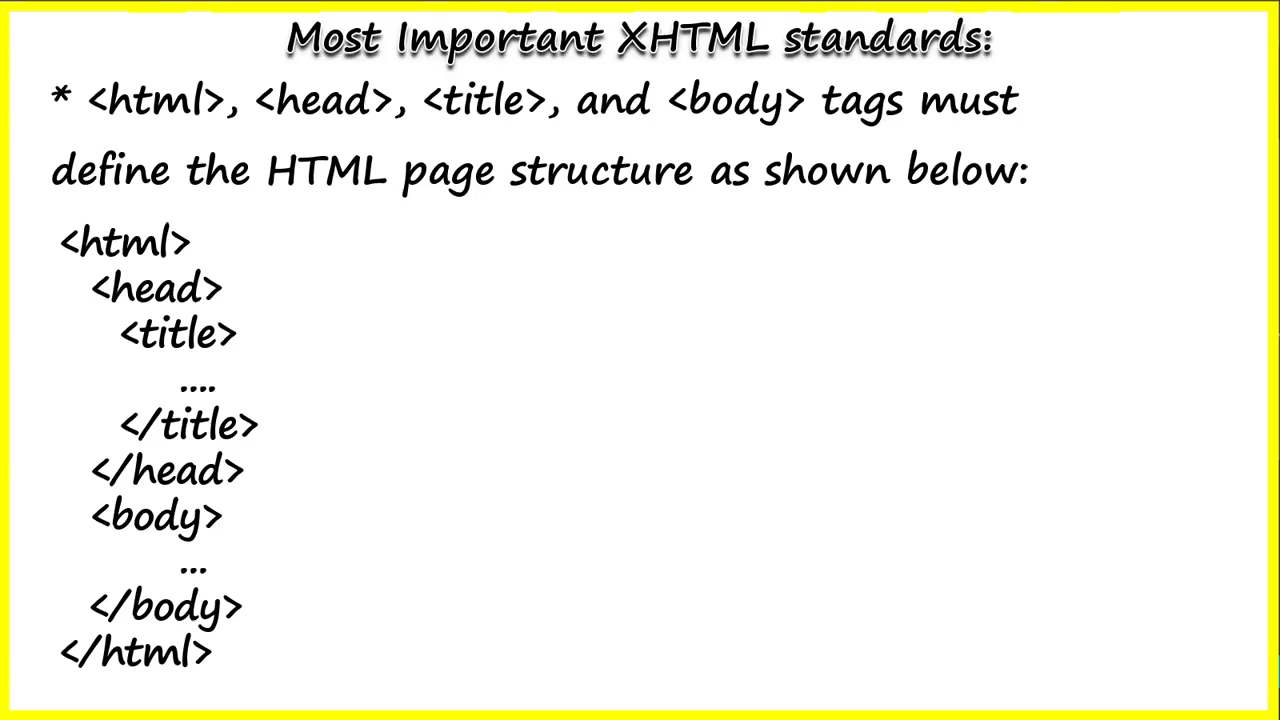 Most Important XHTML standards:
* <html>, <head>, <title>, and <body> tags must
define the HTML page structure as shown below:
<html>
<head>
<title>
....
</title>
</head>
<body>
...
</body>
</html>